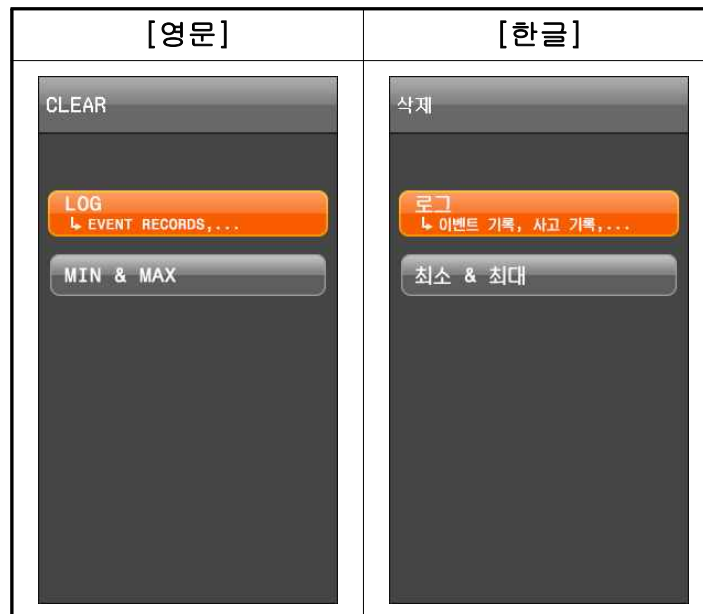 [영문]
[한글]
CLEAR
LOG
↳ EVENT RECORDS,...
MIN & MAX
삭제
로그
↳ 이벤트 기록, 사고 기록,...
최소 & 최대